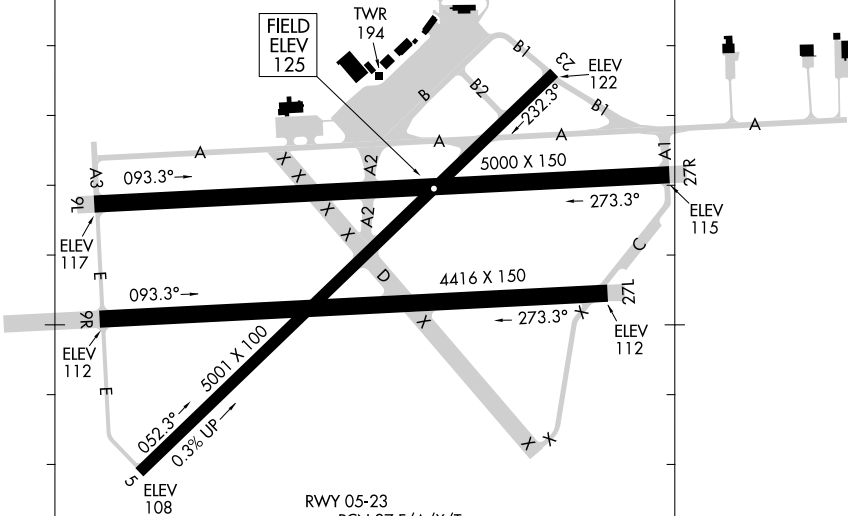 TWR
194
FIELD
ELEV
125
B1
23
ELEV
122
B
B2
232.3°
B1
A
A
A
A
A2
A1
5000 X 150
27R
A3
093.3°
9L
A2
273.3°
ELEV
115
ELEV
117
C
E
D
X
X
X
X
4416 X 150
093.3°
27L
9R
273.3°
X
X
ELEV
112
ELEV
112
5001 X 100
E
052.3°
0.3% UP
X
X
5
ELEV
108
RWY 05-23